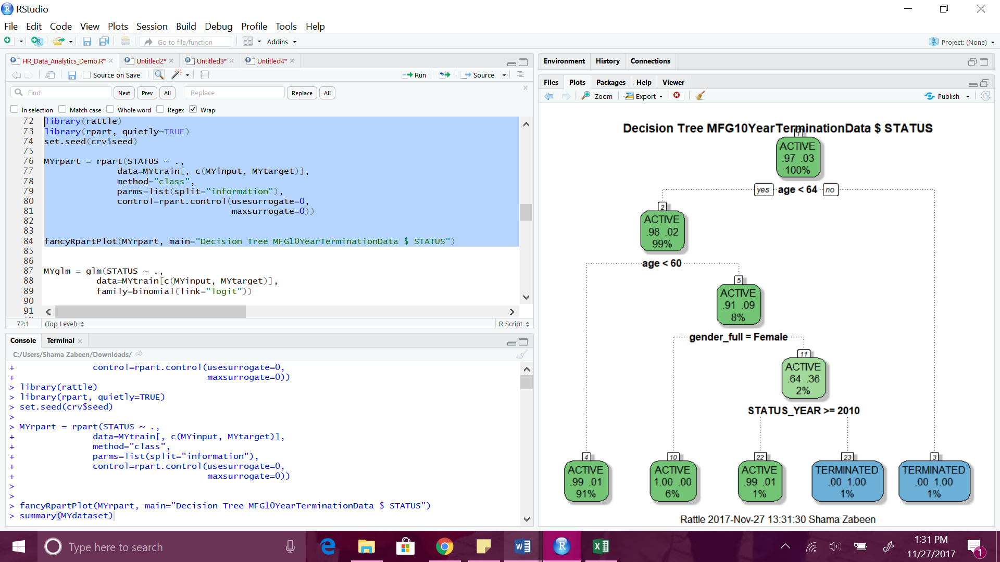 RStudio
File Edit Code View Plots Session Build Debug Profile Tools Help
Go to file/function Addins Project: (None)
HR_Data_Analytics_Demo.R* Untitled2* Untitled3* Untitled4*
Source on Save Run Source
Find Next Prev All Replace Replace All
In selection Match case Whole word Regex Wrap
72 library(rattle)
73 library(rpart, quietly=TRUE)
74 set.seed(crv$seed)
75
76 MYrpart = rpart(STATUS ~ .,
77 data=MYtrain[, c(MYinput, MYtarget)],
78 method="class",
79 parms=list(split="information"),
80 control=rpart.control(usesurrogate=0,
81 maxsurrogate=0))
82
83
84 fancyRpartPlot(MYrpart, main="Decision Tree MFG10YearTerminationData $ STATUS")
85
86
87 MYglm = glm(STATUS ~ .,
88 data=MYtrain[c(MYinput, MYtarget)],
89 family=binomial(link="logit"))
90
91
72:1 (Top Level) R Script
Console Terminal
C:/Users/Shama Zabeen/Downloads/
+ control=rpart.control(usesurrogate=0,
+ maxsurrogate=0))
> library(rattle)
> library(rpart, quietly=TRUE)
> set.seed(crv$seed)
>
> MYrpart = rpart(STATUS ~ .,
+ data=MYtrain[, c(MYinput, MYtarget)],
+ method="class",
+ parms=list(split="information"),
+ control=rpart.control(usesurrogate=0,
+ maxsurrogate=0))
>
>
> fancyRpartPlot(MYrpart, main="Decision Tree MFG10YearTerminationData $ STATUS")
> summary(MYdataset)
Environment History Connections
Files Plots Packages Help Viewer
Zoom Export Publish
Decision Tree MFG10YearTerminationData $ STATUS
1
ACTIVE
.97 .03
100%
yes age < 64 no
2
ACTIVE
.98 .02
99%
age < 60
5
ACTIVE
.91 .09
8%
gender_full = Female
11
ACTIVE
.64 .36
2%
STATUS_YEAR >= 2010
4 10 22 23 3
ACTIVE ACTIVE ACTIVE TERMINATED TERMINATED
.99 .01 1.00 .00 .99 .01 .00 1.00 .00 1.00
91% 6% 1% 1% 1%
Rattle 2017-Nov-27 13:31:30 Shama Zabeen
Type here to search
1:31 PM
11/27/2017
1